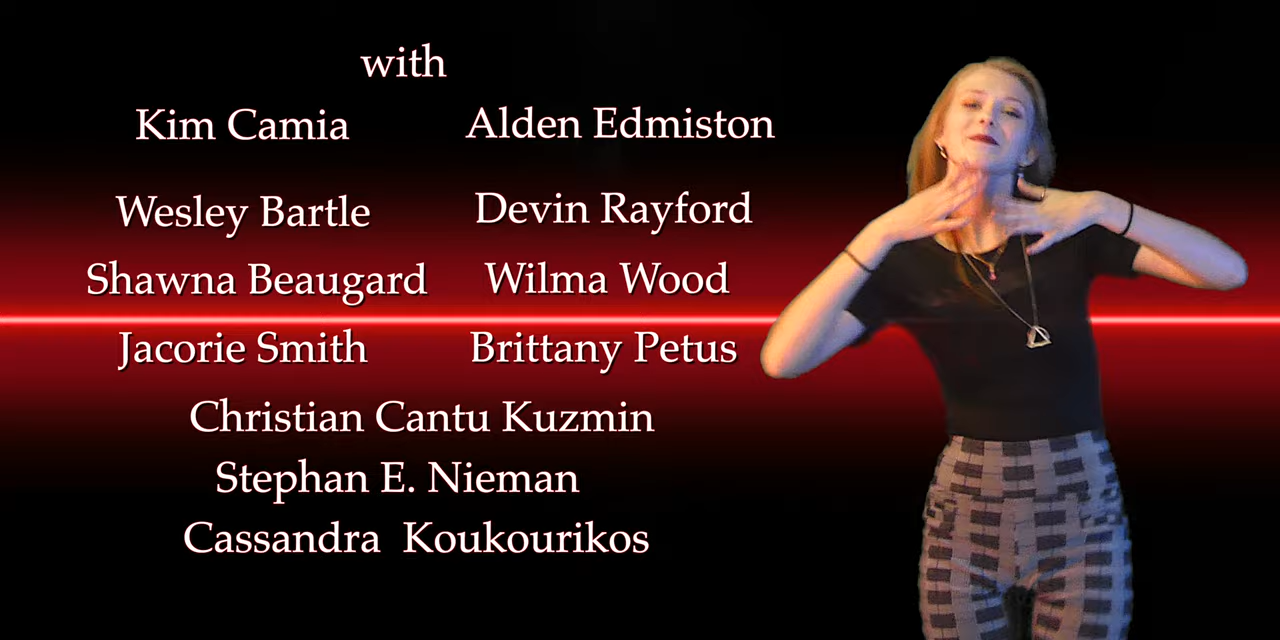 with
Kim Camia Alden Edmiston
Wesley Bartle Devin Rayford
Shawna Beaugard Wilma Wood
Jacorie Smith Brittany Petus
Christian Cantu Kuzmin
Stephan E. Nieman
Cassandra Koukourikos